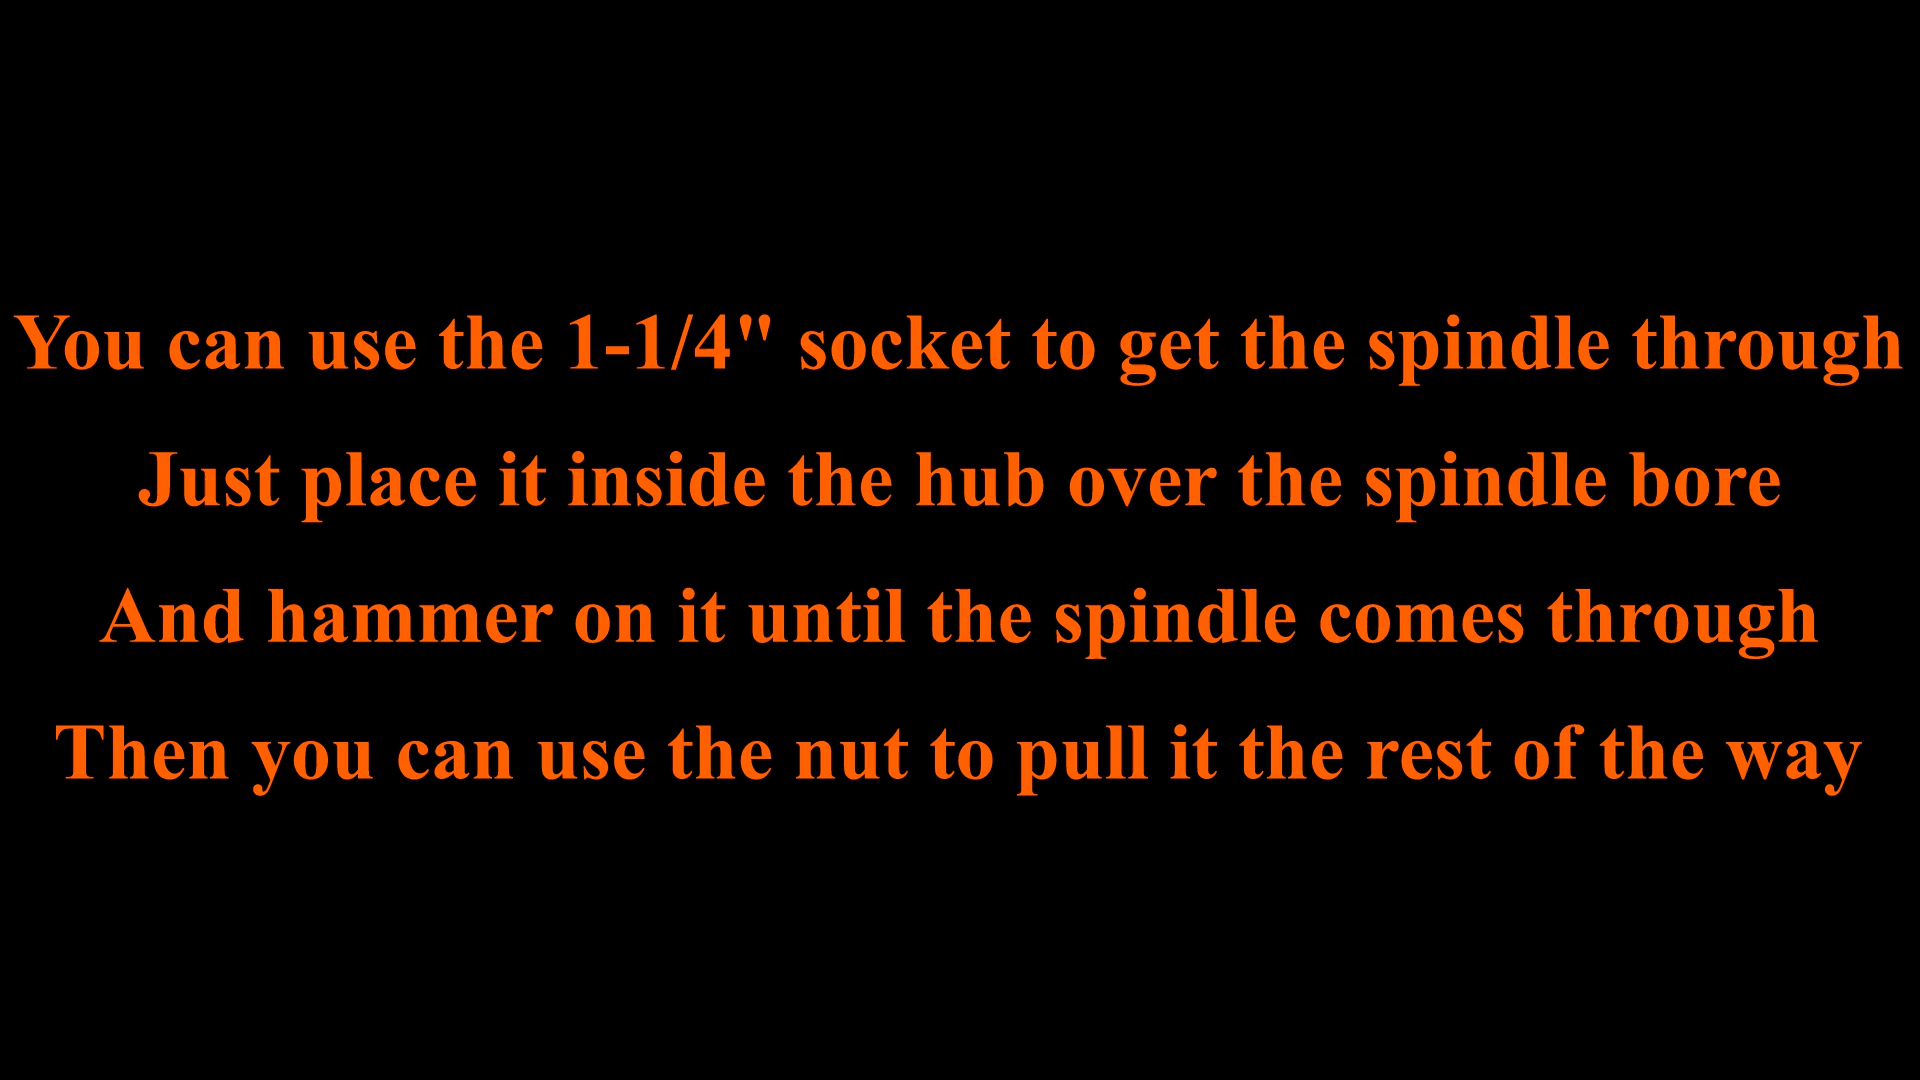 You can use the 1-1/4" socket to get the spindle through
Just place it inside the hub over the spindle bore
And hammer on it until the spindle comes through
Then you can use the nut to pull it the rest of the way